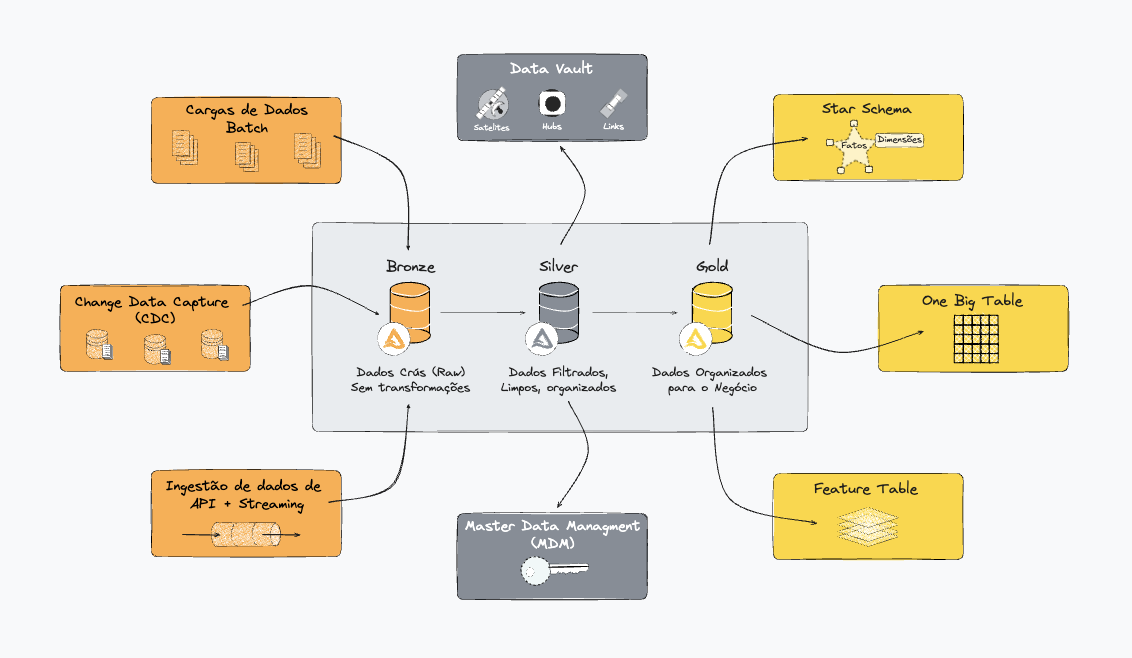 Data Vault
Satelites
Hubs
Links
Cargas de Dados
Batch
Star Schema
Fatos
Dimensões
Bronze
Silver
Gold
Change Data Capture
(CDC)
One Big Table
Dados Crús (Raw)
Sem transformações
Dados Filtrados,
Limpos, organizados
Dados Organizados
para o Negócio
Ingestão de dados de
API + Streaming
Master Data Managment
(MDM)
Feature Table